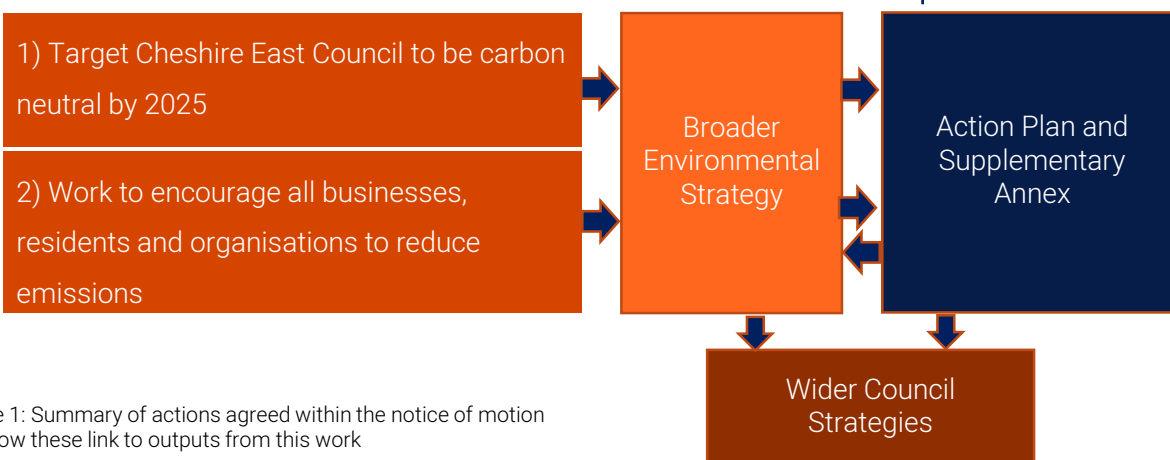 1) Target Cheshire East Council to be carbon
neutral by 2025
2) Work to encourage all businesses,
residents and organisations to reduce
emissions
Broader
Environmental
Strategy
Action Plan and
Supplementary
Annex
Wider Council
Strategies
1: Summary of actions agreed within the notice of motion
these link to outputs from this work